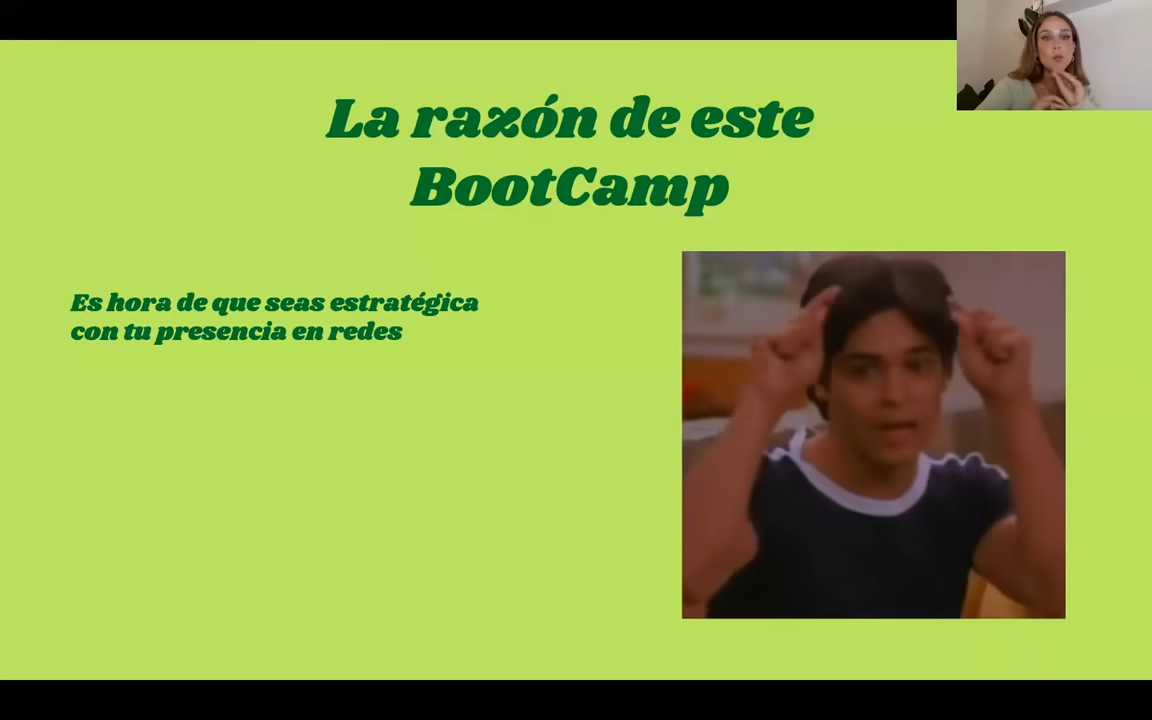 La razón de este
BootCamp
Es hora de que seas estratégica
con tu presencia en redes